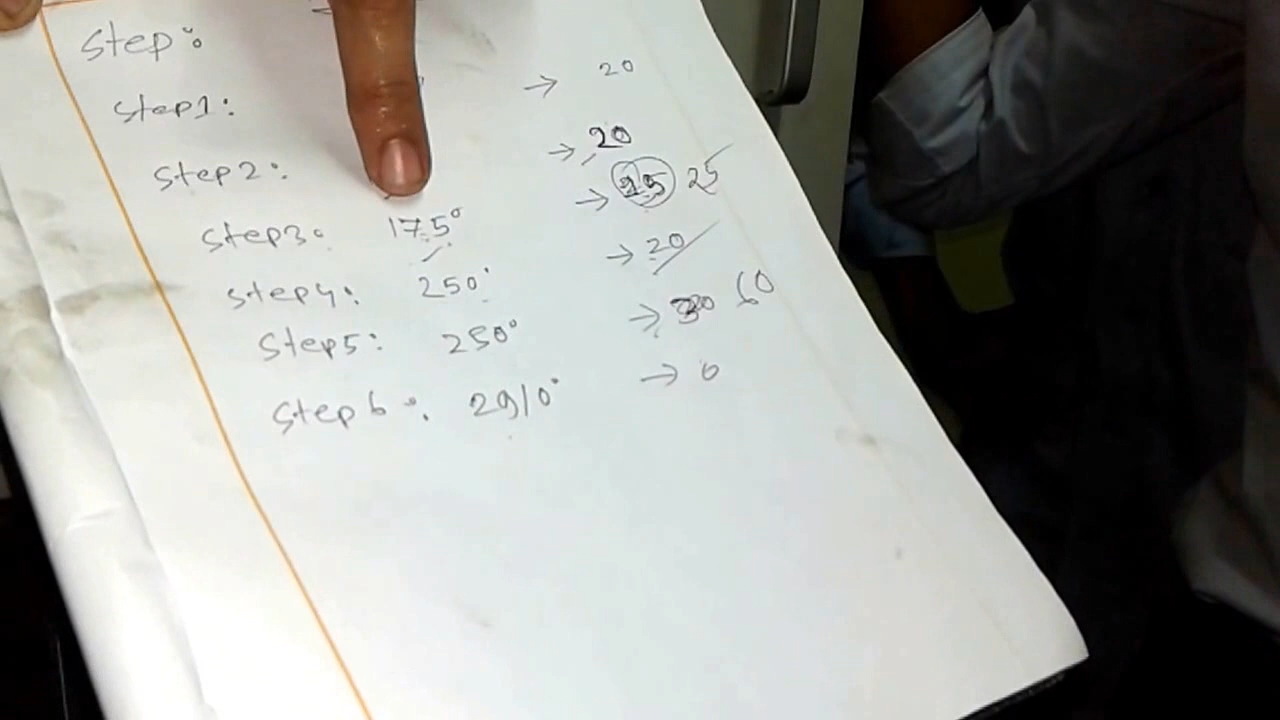 Step:
Step1: → 20
Step2: → 20
Step3: 175° → 25 25
Step4: 250° → 20
Step5: 250° → 60
Step6: 29/0° → 0